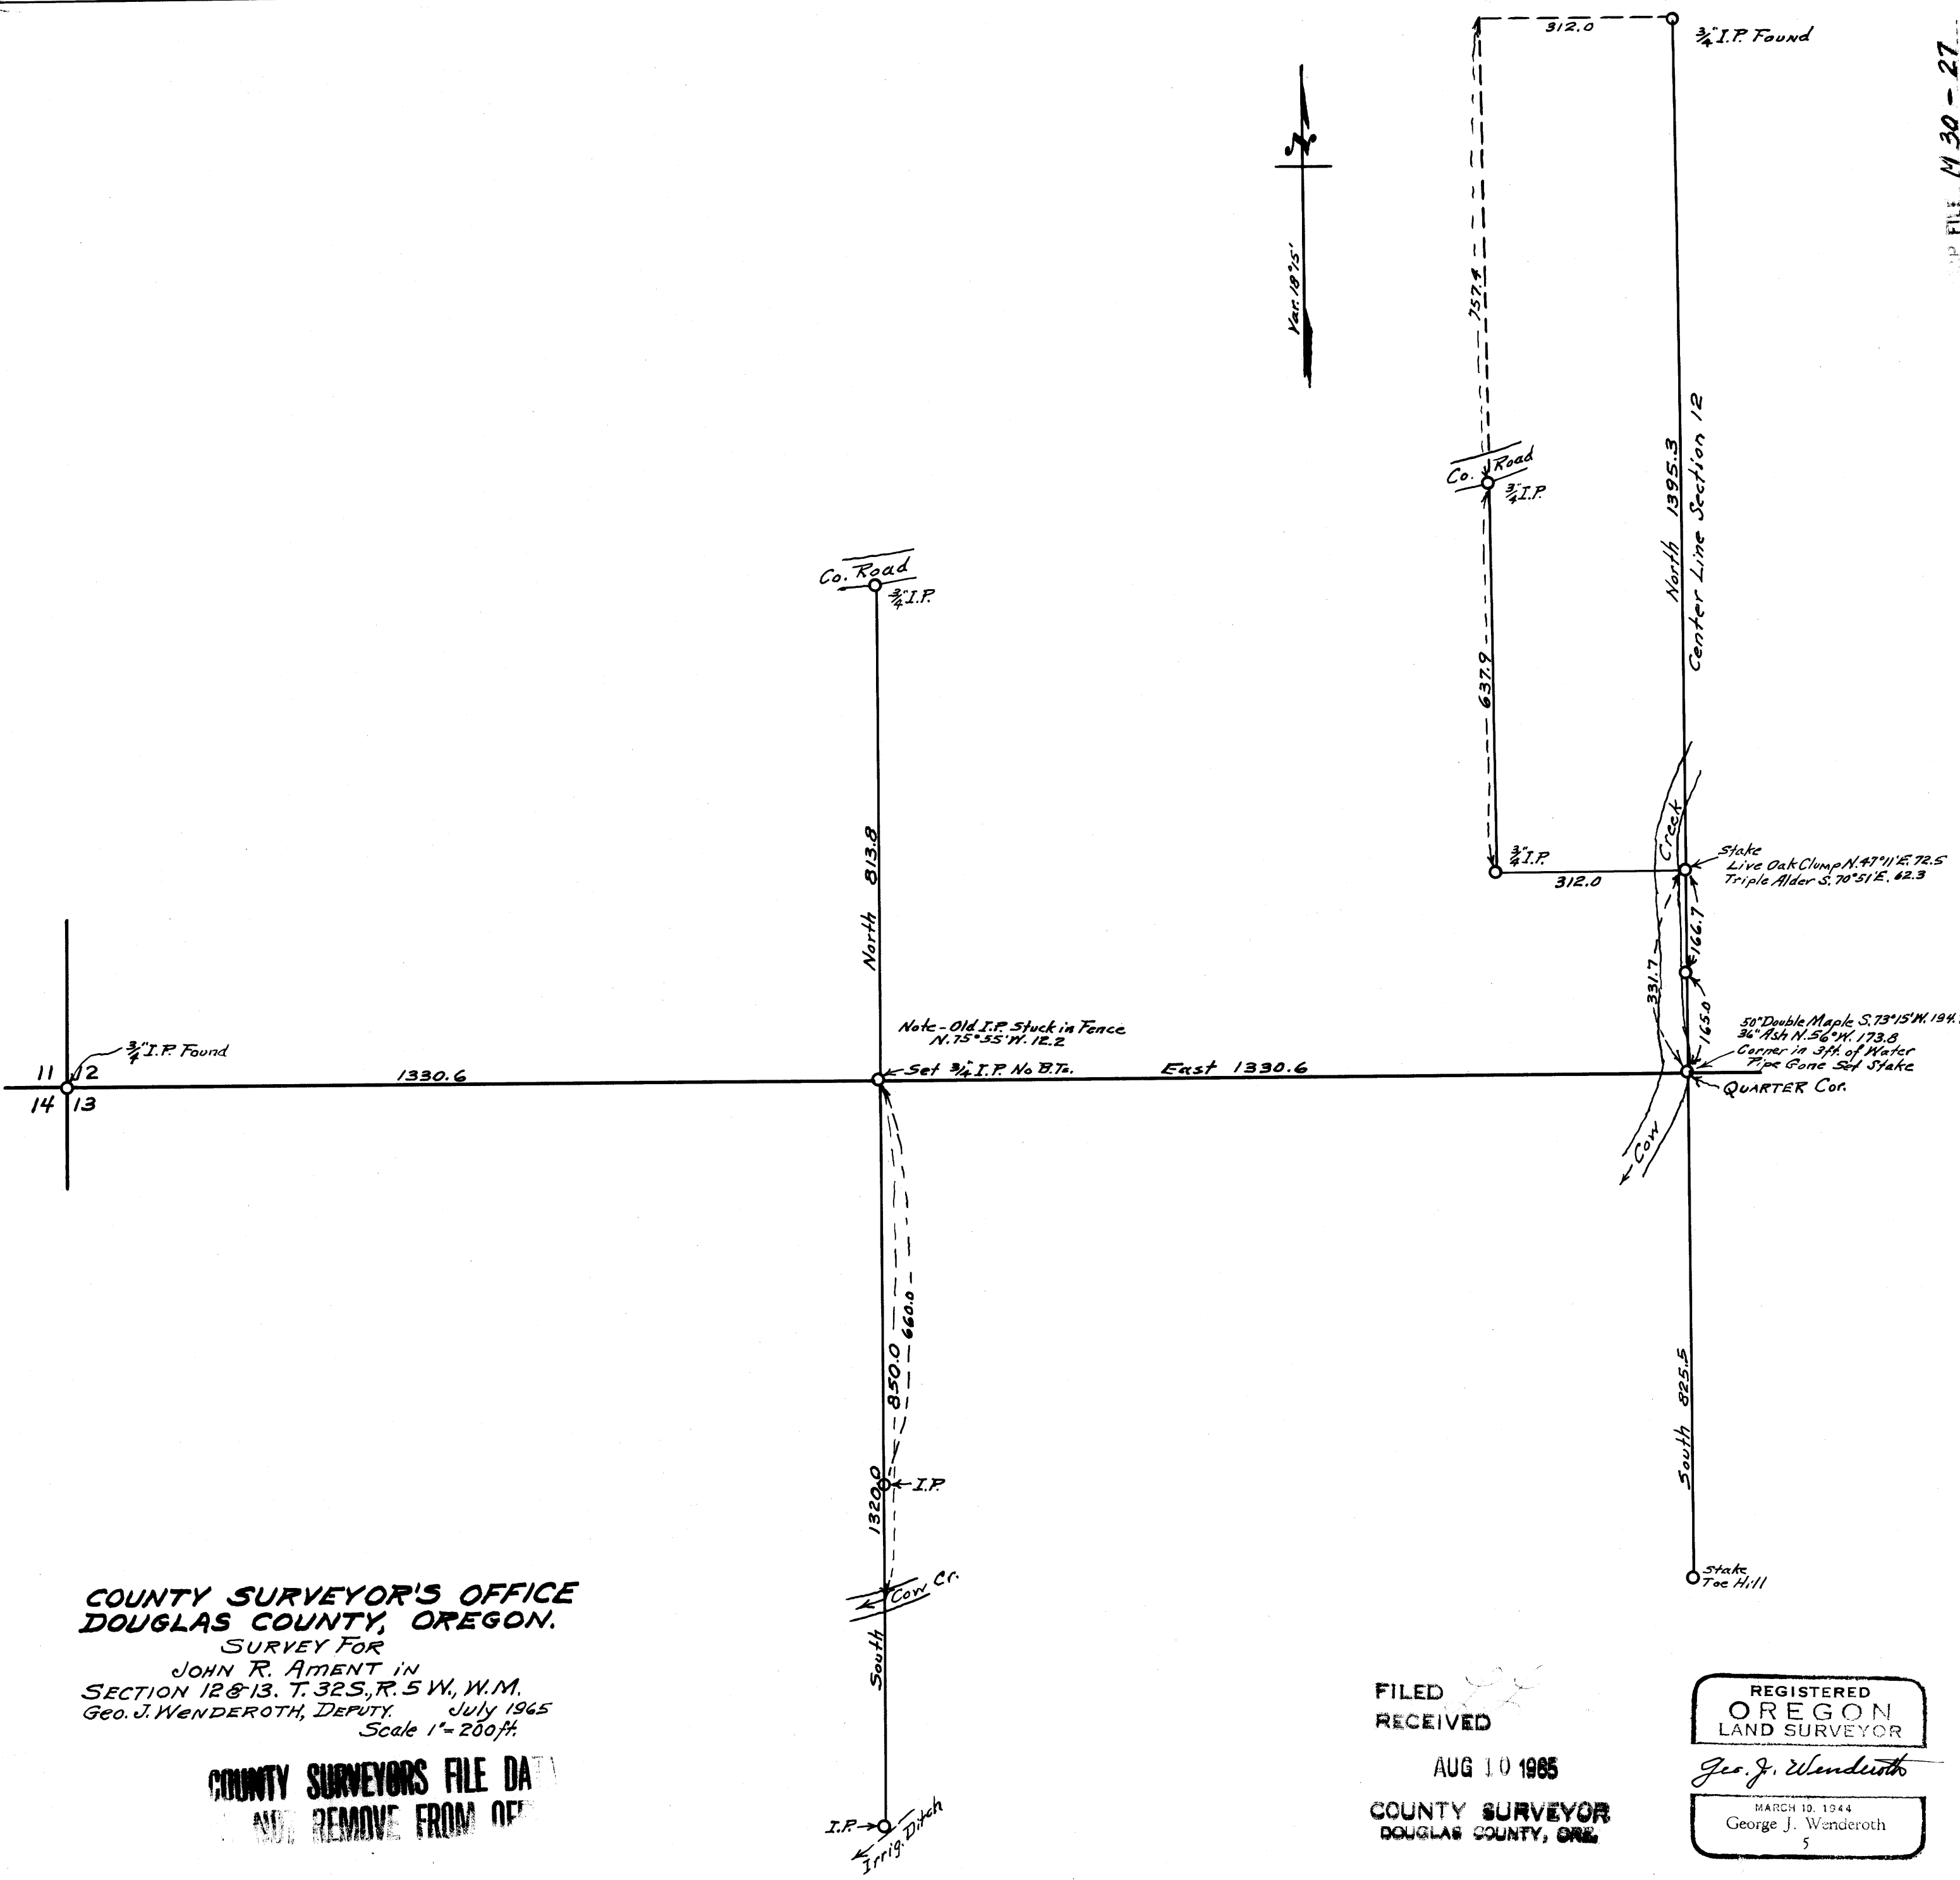 312.0
3/4" I.P. Found
M 30-27
FILE
Var. 18°15'
757.4
North 1395.3
Center Line Section 12
Co. Road
3/4" I.P.
637.9
Co. Road
3/4" I.P.
North 813.8
3/4" I.P.
312.0
Creek
Stake
Live Oak Clump N.47°11'E. 72.5
Triple Alder S.70°51'E. 62.3
166.7
331.7
165.0
Note - Old I.P. Stuck in Fence
N.75°55'W. 12.2
50" Double Maple S.73°15'W. 194.
36" Ash N.56°W. 173.8
Corner in 3ft. of Water
Pipe Gone Set Stake
QUARTER Cor.
3/4" I.P. Found
11 12
14 13
1330.6
Set 3/4" I.P. No B.Ts.
East 1330.6
Cow
850.0
660.0
South 825.5
I.P.
South 1320.0
Cow Cr.
Stake
Toe Hill
I.P.
Irrig. Ditch
COUNTY SURVEYOR'S OFFICE
DOUGLAS COUNTY, OREGON.
SURVEY FOR
JOHN R. AMENT IN
SECTION 12 & 13. T. 32 S., R. 5 W., W.M.
GEO. J. WENDEROTH, DEPUTY. July 1965
Scale 1" = 200 ft.
COUNTY SURVEYORS FILE DA
NOT REMOVE FROM OF
FILED
RECEIVED
AUG 10 1965
COUNTY SURVEYOR
DOUGLAS COUNTY, ORE.
REGISTERED
OREGON
LAND SURVEYOR
Geo. J. Wenderoth
MARCH 10, 1944
George J. Wenderoth
5